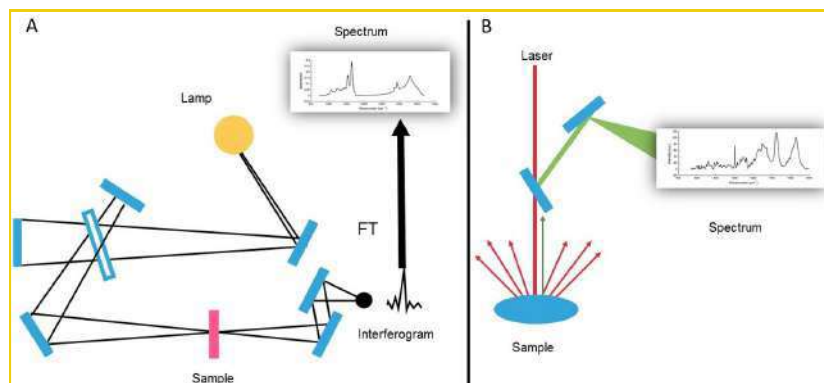 A
Spectrum
Lamp
FT
Interferogram
Sample
B
Laser
Spectrum
Sample